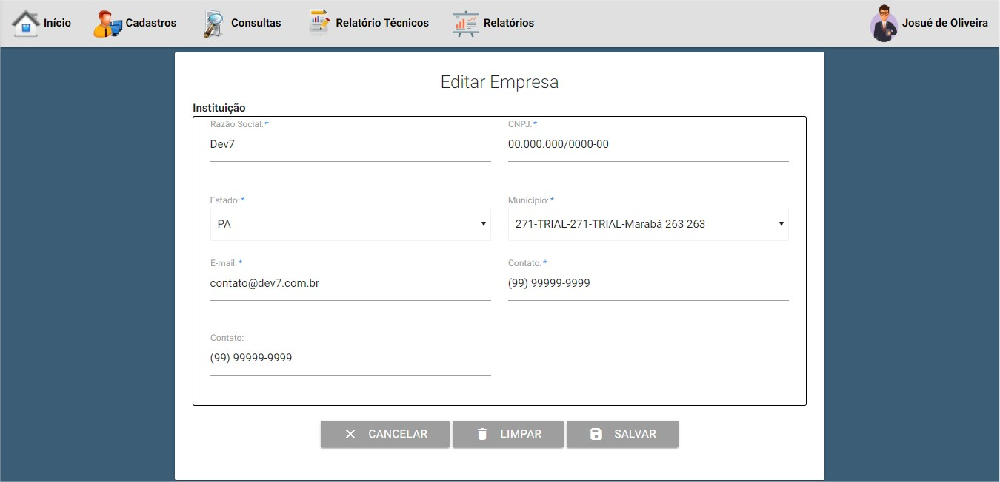 Início Cadastros Consultas Relatório Técnicos Relatórios Josué de Oliveira
Editar Empresa
Instituição
Razão Social:* CNPJ:*
Dev7 00.000.000/0000-00
Estado:* Município:*
PA 271-TRIAL-271-TRIAL-Marabá 263 263
E-mail:* Contato:*
contato@dev7.com.br (99) 99999-9999
Contato:
(99) 99999-9999
CANCELAR LIMPAR SALVAR